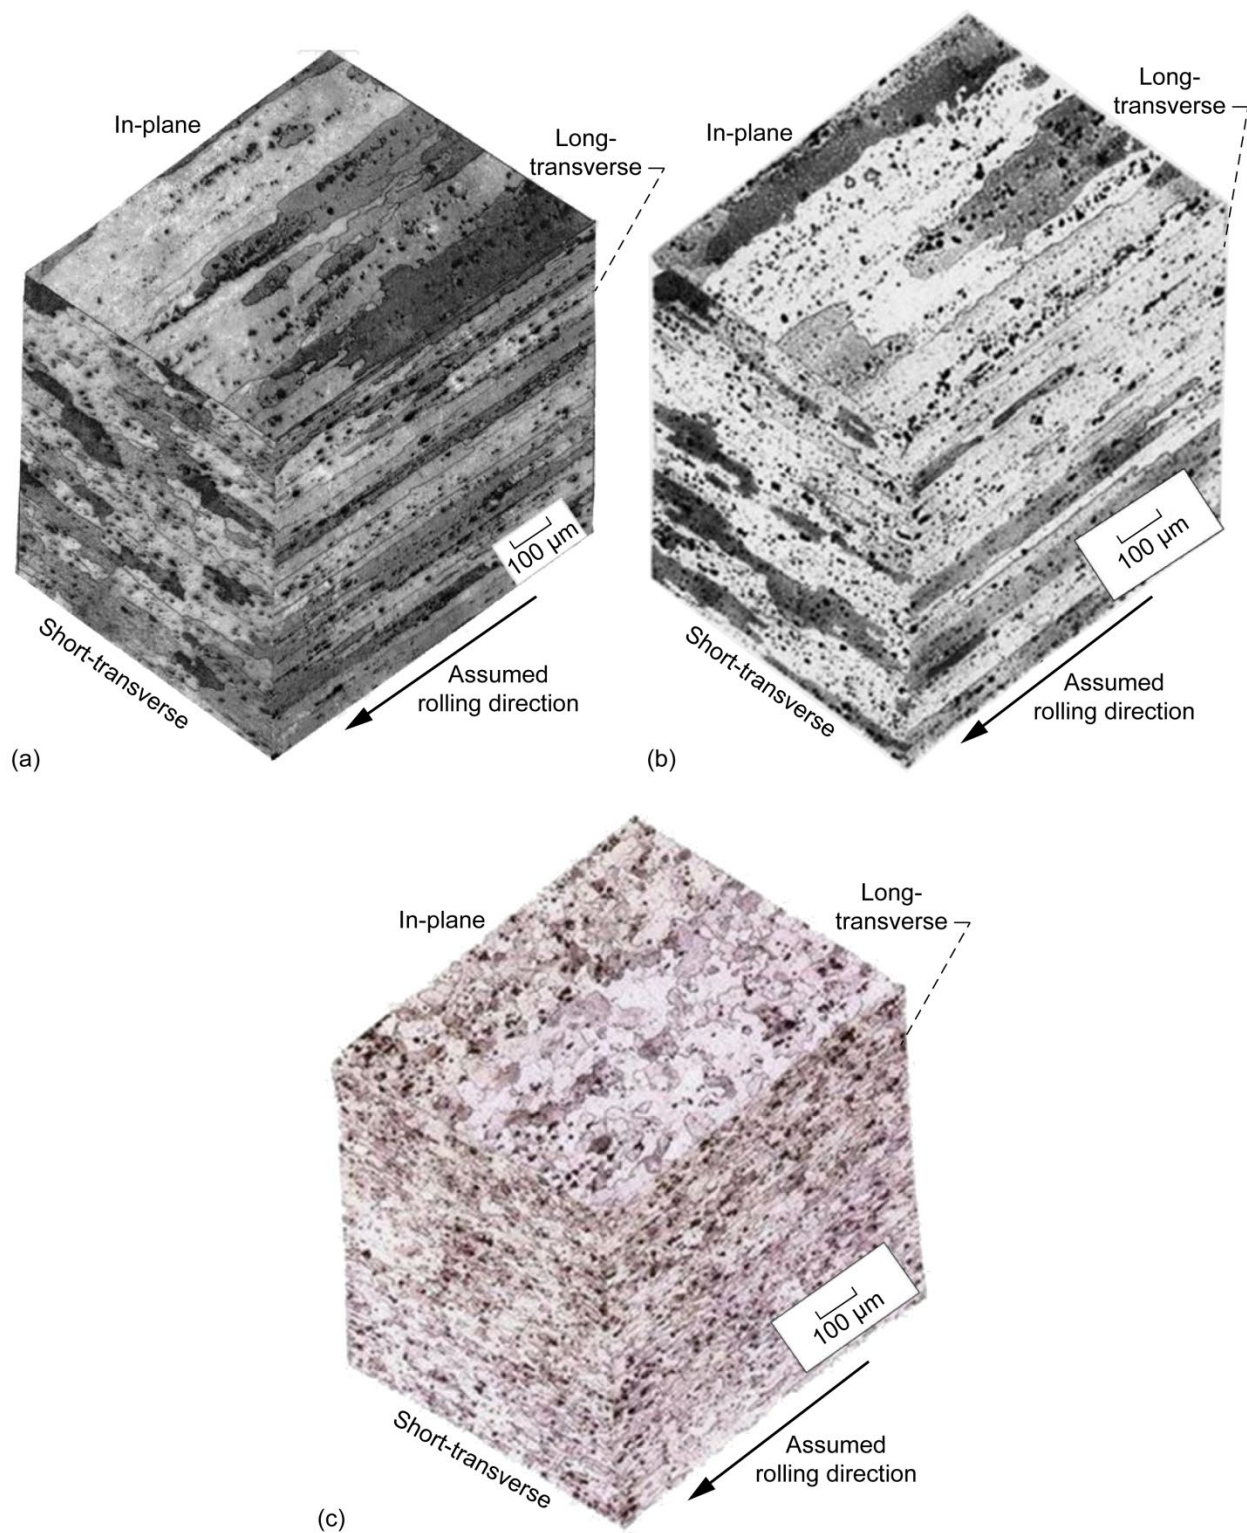 In-plane
Long-
transverse
100 µm
Short-transverse
Assumed
rolling direction
(a)
In-plane
Long-
transverse
100 µm
Short-transverse
Assumed
rolling direction
(b)
In-plane
Long-
transverse
100 µm
Short-transverse
Assumed
rolling direction
(c)